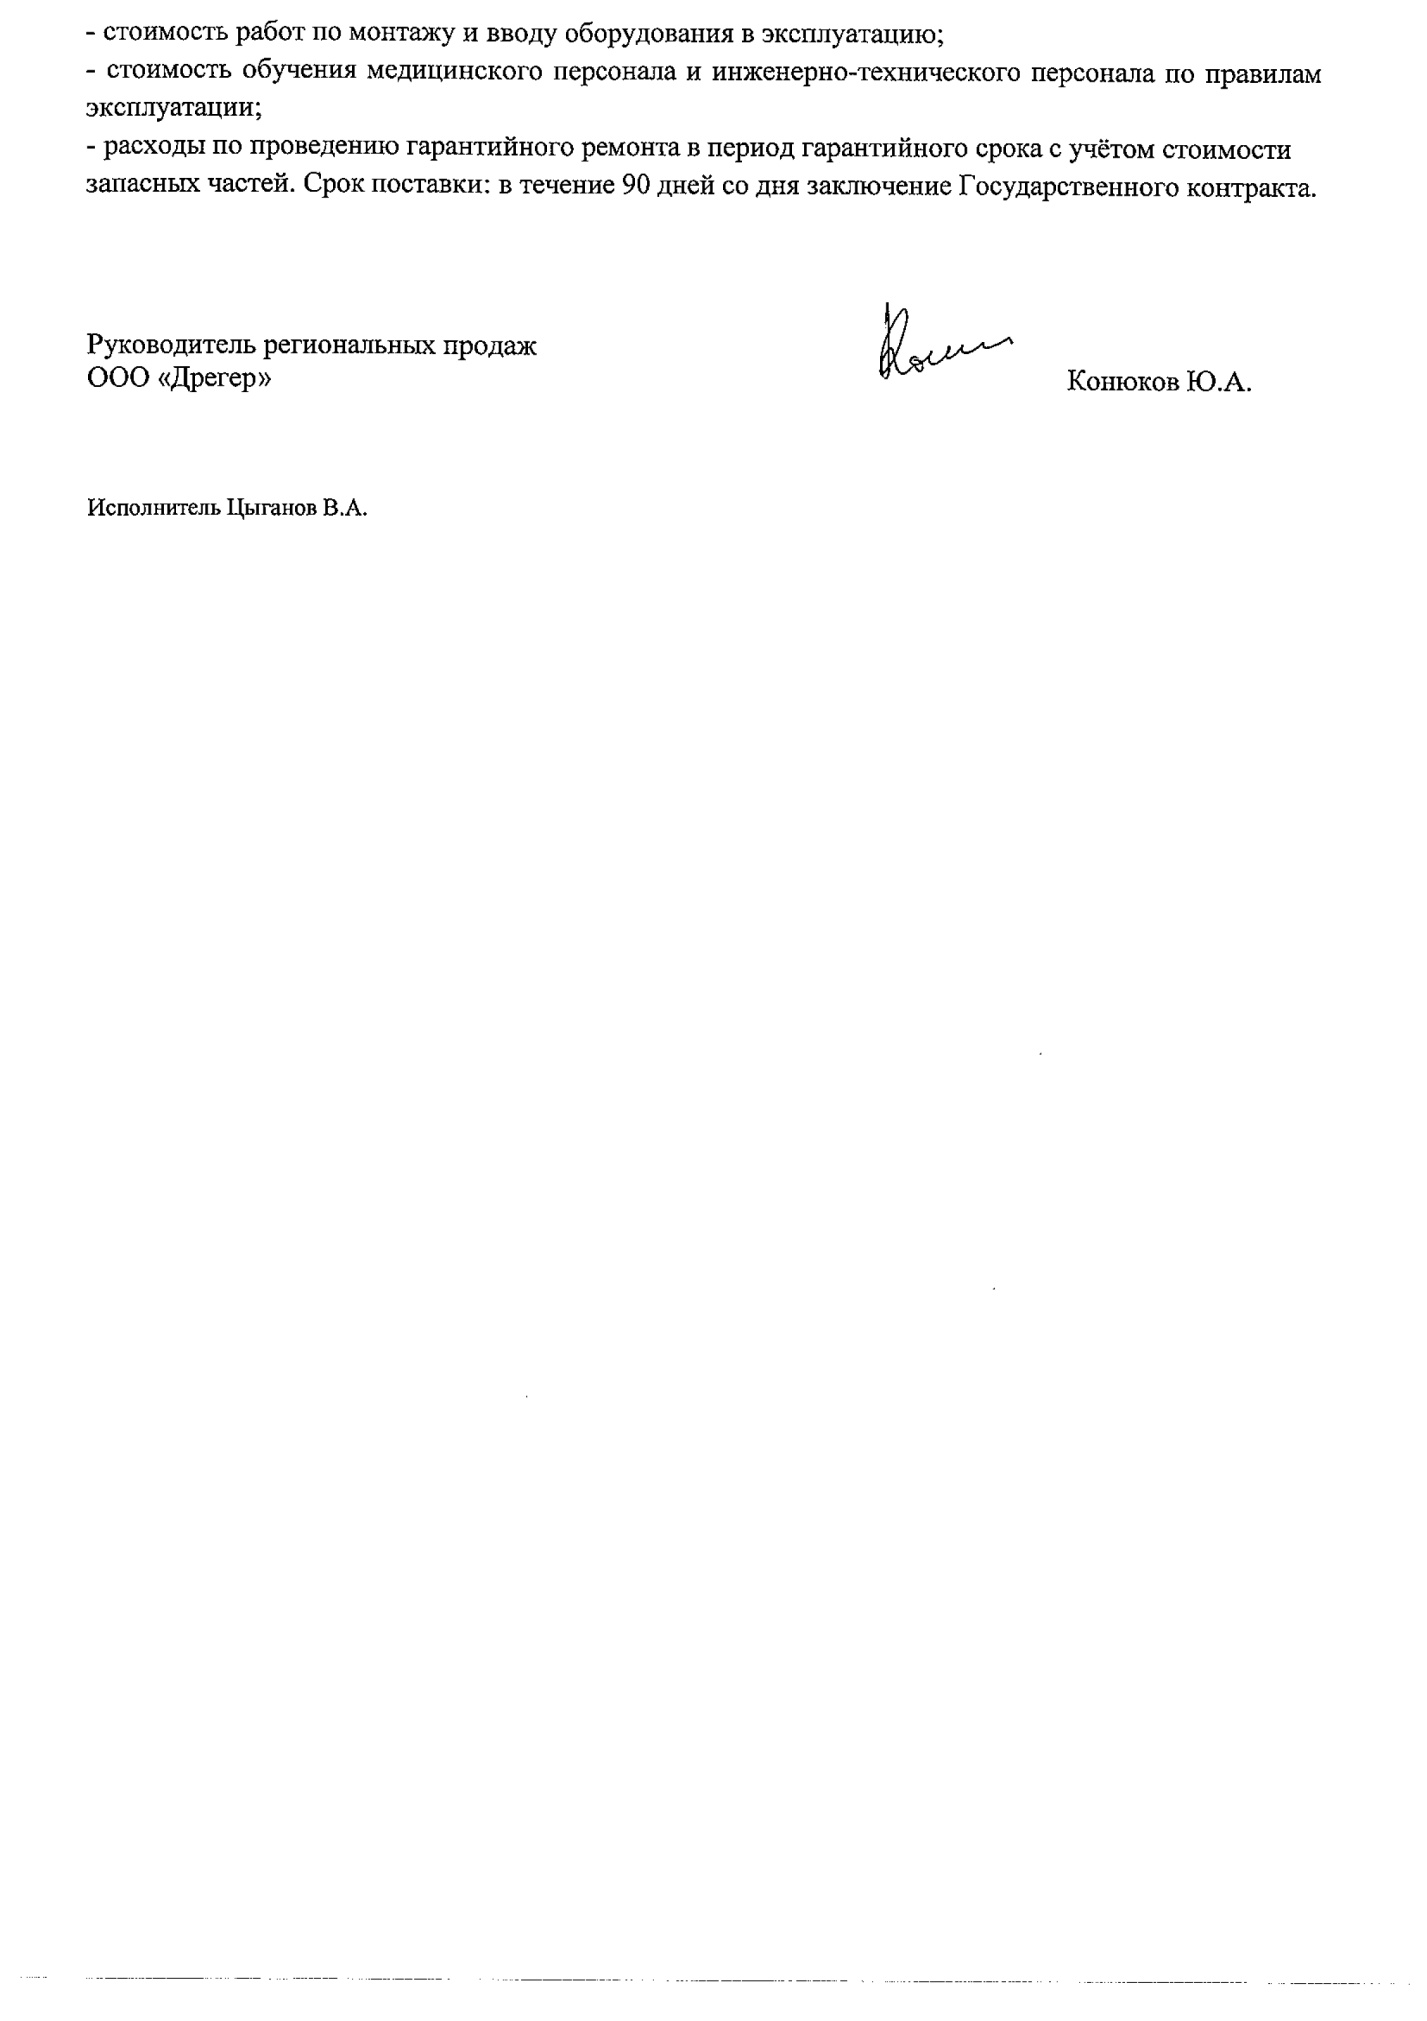 - стоимость работ по монтажу и вводу оборудования в эксплуатацию;
- стоимость обучения медицинского персонала и инженерно-технического персонала по правилам
эксплуатации;
- расходы по проведению гарантийного ремонта в период гарантийного срока с учётом стоимости
запасных частей. Срок поставки: в течение 90 дней со дня заключение Государственного контракта.
Руководитель региональных продаж
ООО «Дрегер»
Конюков Ю.А.
Исполнитель Цыганов В.А.